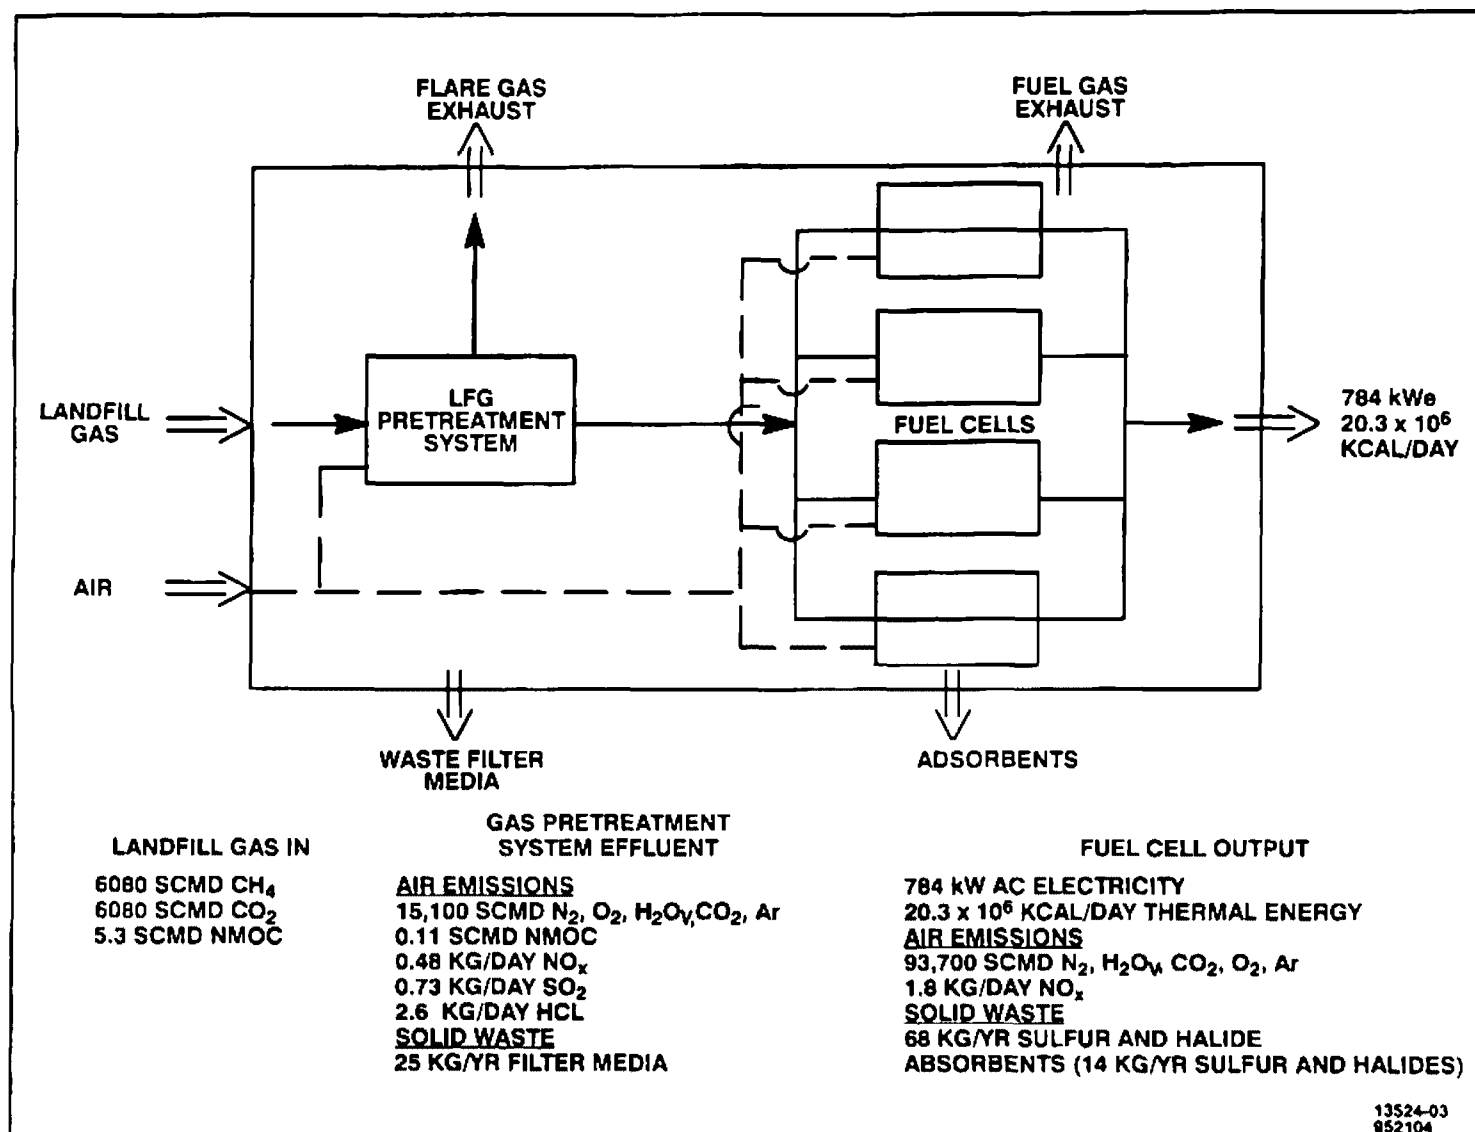 FLARE GAS
EXHAUST
FUEL GAS
EXHAUST
LFG
PRETREATMENT
SYSTEM
LANDFILL
GAS
FUEL CELLS
784 kWe
20.3 x 10⁶
KCAL/DAY
AIR
WASTE FILTER
MEDIA
ADSORBENTS
LANDFILL GAS IN
6080 SCMD CH₄
6080 SCMD CO₂
5.3 SCMD NMOC
GAS PRETREATMENT
SYSTEM EFFLUENT
AIR EMISSIONS
15,100 SCMD N₂, O₂, H₂Oᵥ,CO₂, Ar
0.11 SCMD NMOC
0.48 KG/DAY NOₓ
0.73 KG/DAY SO₂
2.6 KG/DAY HCL
SOLID WASTE
25 KG/YR FILTER MEDIA
FUEL CELL OUTPUT
784 kW AC ELECTRICITY
20.3 x 10⁶ KCAL/DAY THERMAL ENERGY
AIR EMISSIONS
93,700 SCMD N₂, H₂Oᵥ, CO₂, O₂, Ar
1.8 KG/DAY NOₓ
SOLID WASTE
68 KG/YR SULFUR AND HALIDE
ABSORBENTS (14 KG/YR SULFUR AND HALIDES)
13524-03
952104